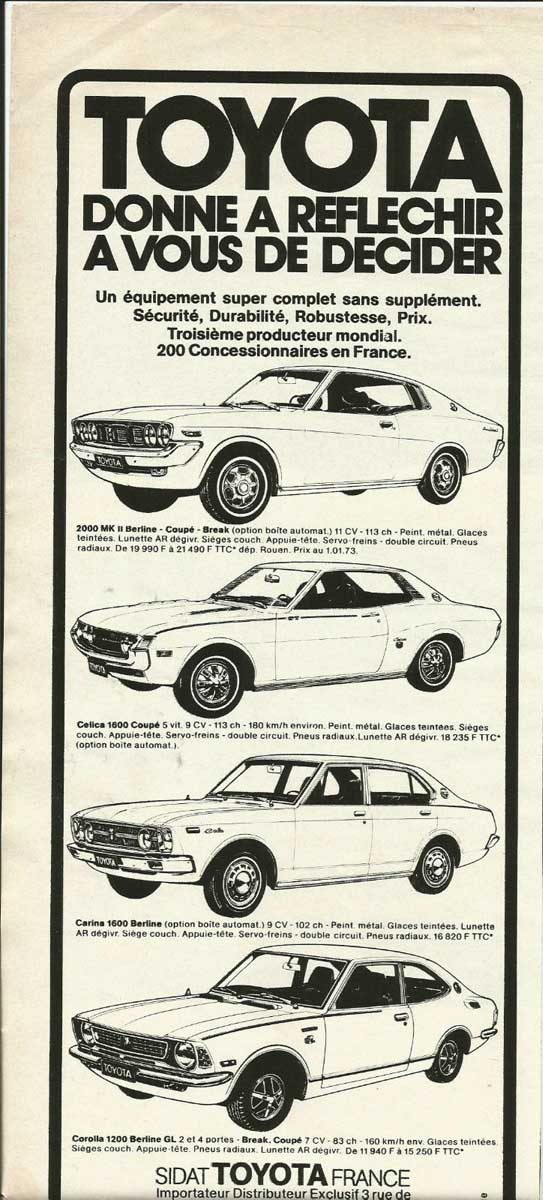 TOYOTA
DONNE A REFLECHIR
A VOUS DE DECIDER
Un équipement super complet sans supplément.
Sécurité, Durabilité, Robustesse, Prix.
Troisième producteur mondial.
200 Concessionnaires en France.
TOYOTA
2000 MK II Berline - Coupé - Break (option boîte automat.) 11 CV - 113 ch - Peint. métal. Glaces
teintées. Lunette AR dégivr. Sièges couch. Appuie-tête. Servo-freins - double circuit. Pneus
radiaux. De 19 990 F à 21 490 F TTC* dép. Rouen. Prix au 1.01.73.
TOYOTA
Celica 1600 Coupé 5 vit. 9 CV - 113 ch - 180 km/h environ. Peint. métal. Glaces teintées. Sièges
couch. Appuie-tête. Servo-freins - double circuit. Pneus radiaux. Lunette AR dégivr. 18 235 F TTC*
(option boîte automat.).
TOYOTA
Carina 1600 Berline (option boîte automat.) 9 CV - 102 ch - Peint. métal. Glaces teintées. Lunette
AR dégivr. Siège couch. Appuie-tête. Servo-freins - double circuit. Pneus radiaux. 16 820 F TTC*
TOYOTA
Corolla 1200 Berline GL 2 et 4 portes - Break. Coupé 7 CV - 83 ch - 160 km/h env. Glaces teintées.
Sièges couch. Appuie-tête. Pneus radiaux. Lunette AR dégivr. De 11 940 F à 15 250 F TTC*
SIDAT TOYOTA FRANCE
Importateur Distributeur Exclusif 3 rue de